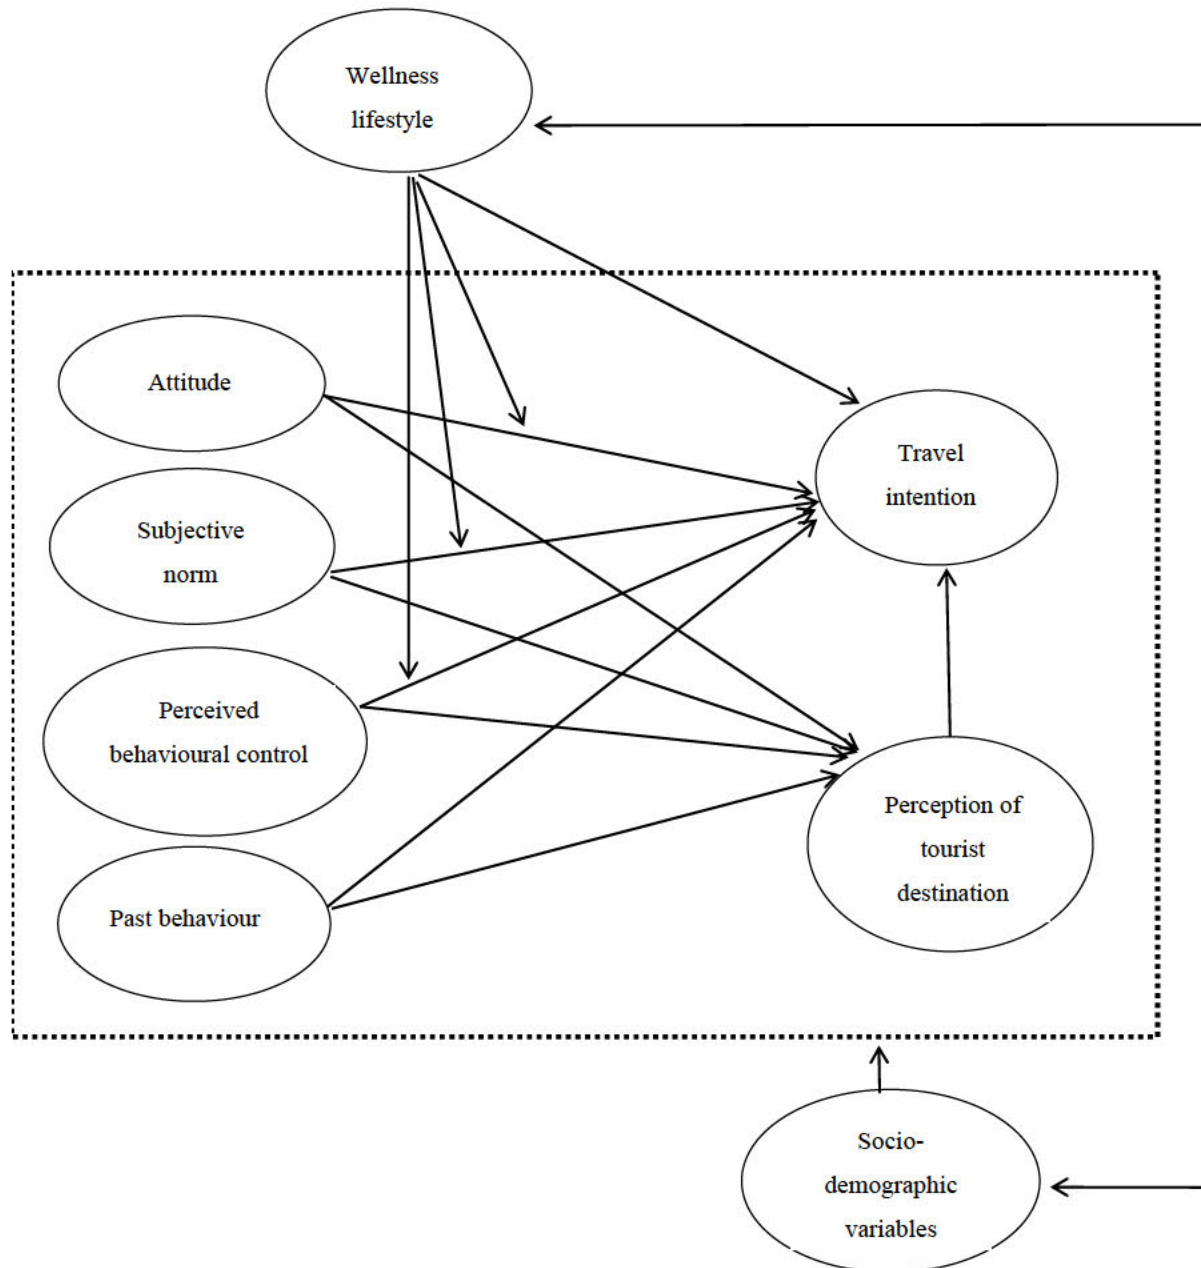 Wellness
lifestyle
Attitude
Subjective
norm
Perceived
behavioural control
Past behaviour
Travel
intention
Perception of
tourist
destination
Socio-
demographic
variables